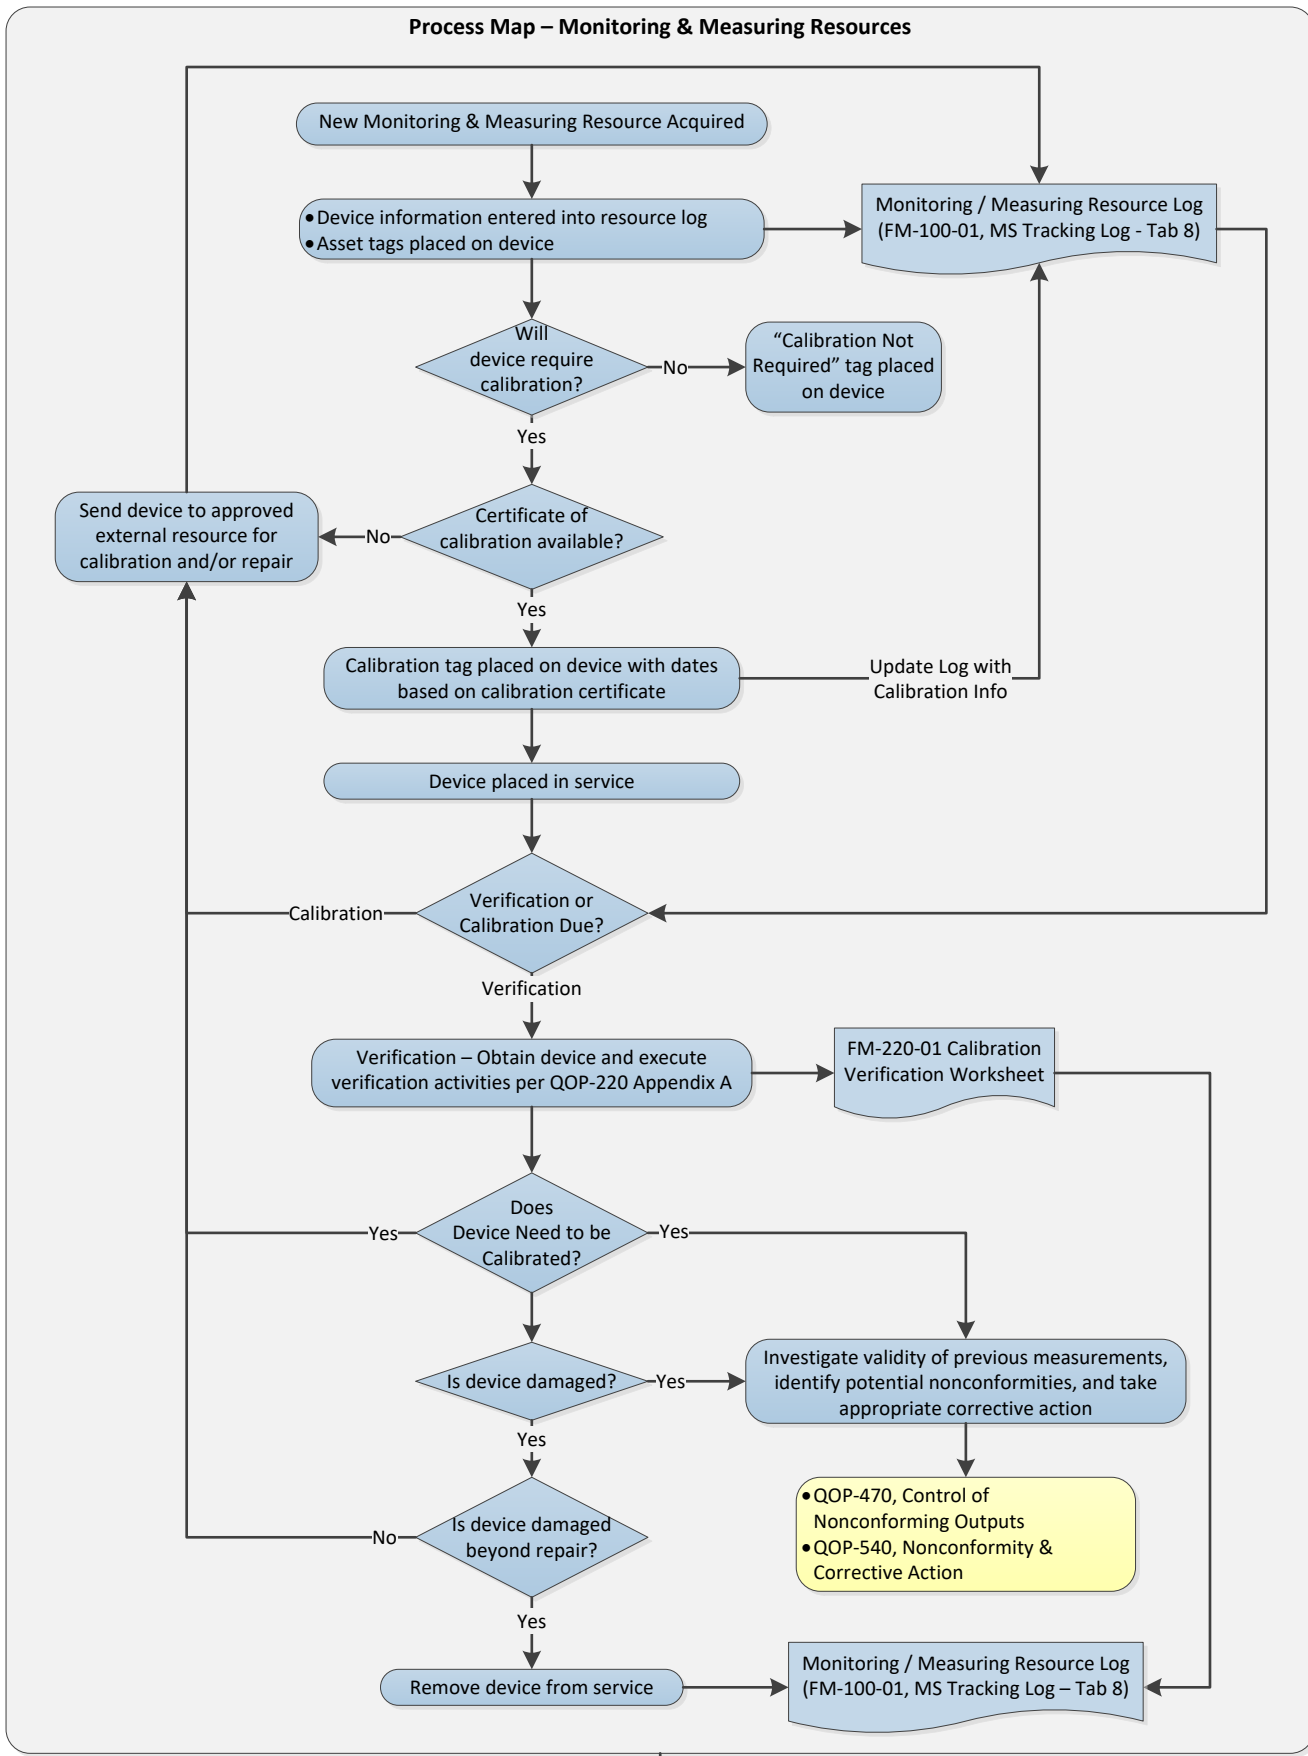 Process Map – Monitoring & Measuring Resources
New Monitoring & Measuring Resource Acquired
•Device information entered into resource log
•Asset tags placed on device
Monitoring / Measuring Resource Log
(FM-100-01, MS Tracking Log - Tab 8)
Will
device require
calibration?
No
“Calibration Not
Required” tag placed
on device
Yes
Send device to approved
external resource for
calibration and/or repair
No
Certificate of
calibration available?
Yes
Calibration tag placed on device with dates
based on calibration certificate
Update Log with
Calibration Info
Device placed in service
Calibration
Verification or
Calibration Due?
Verification
Verification – Obtain device and execute
verification activities per QOP-220 Appendix A
FM-220-01 Calibration
Verification Worksheet
Yes
Does
Device Need to be
Calibrated?
Yes
Is device damaged?
Yes
Investigate validity of previous measurements,
identify potential nonconformities, and take
appropriate corrective action
Yes
•QOP-470, Control of
Nonconforming Outputs
•QOP-540, Nonconformity &
Corrective Action
No
Is device damaged
beyond repair?
Yes
Remove device from service
Monitoring / Measuring Resource Log
(FM-100-01, MS Tracking Log – Tab 8)